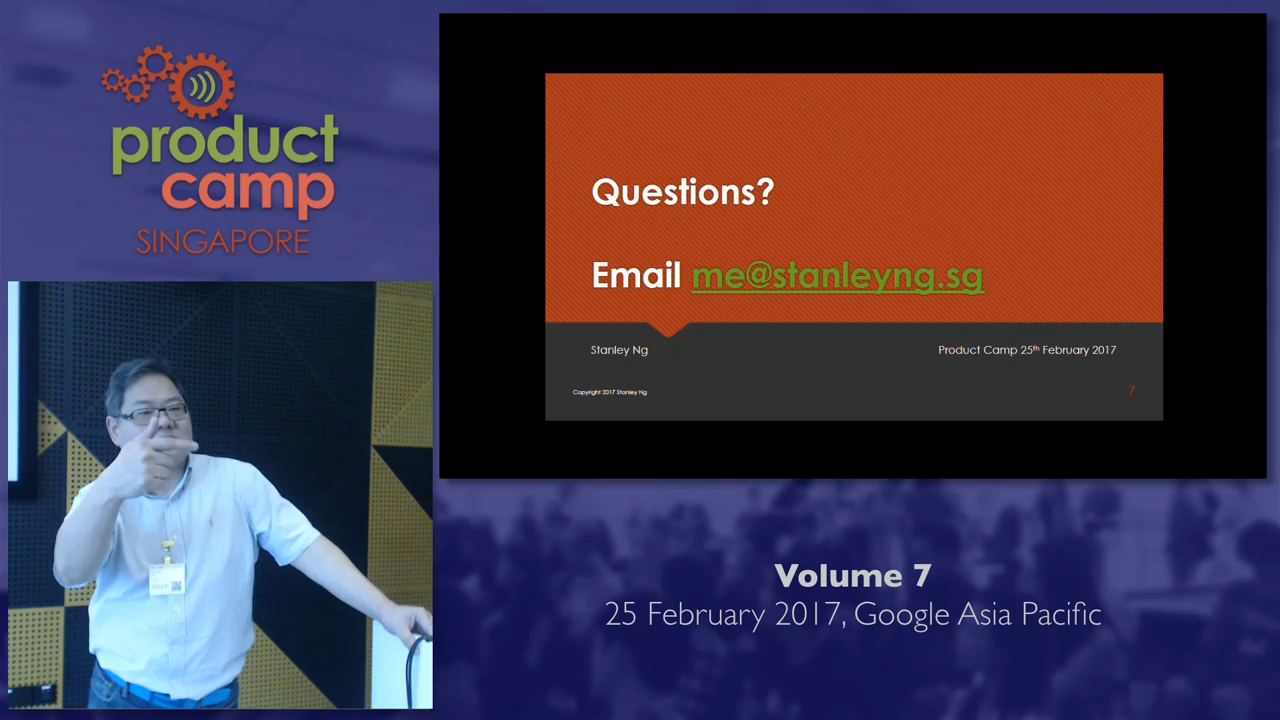 product
camp
SINGAPORE
Questions?
Email me@stanleyng.sg
Stanley Ng
Product Camp 25th February 2017
Copyright 2017 Stanley Ng
7
Volume 7
25 February 2017, Google Asia Pacific